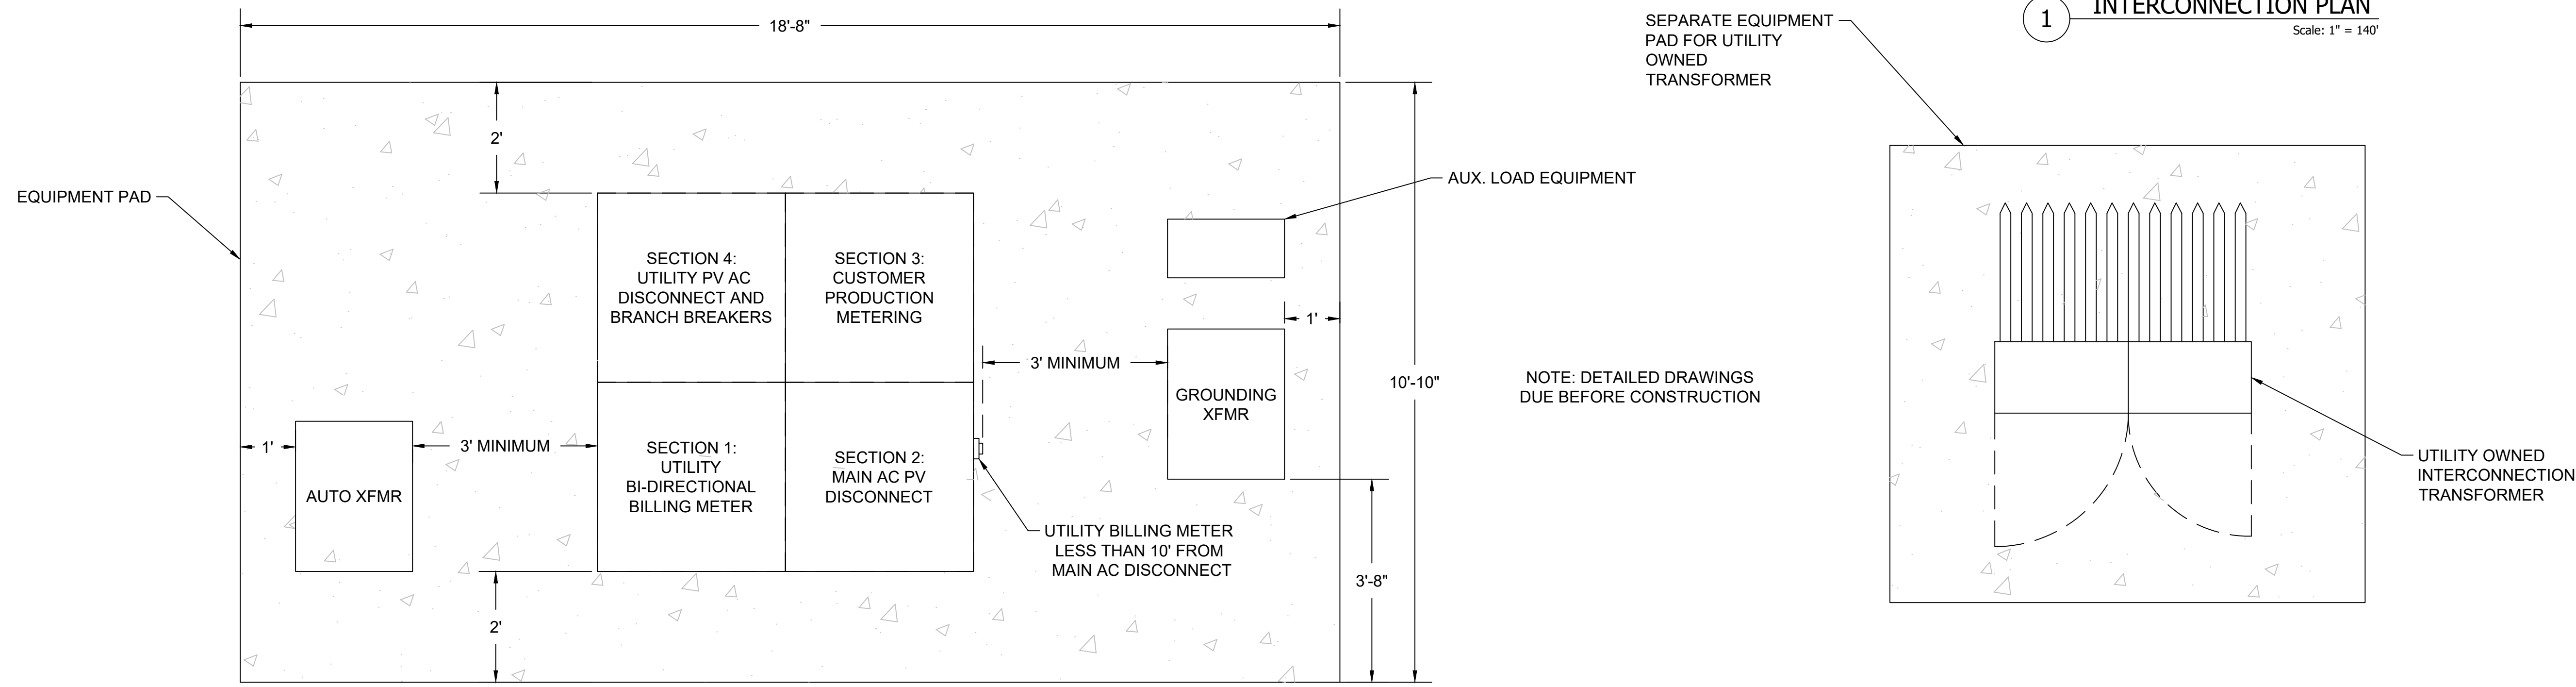 18'-8"
SEPARATE EQUIPMENT
PAD FOR UTILITY
OWNED
TRANSFORMER
1
INTERCONNECTION PLAN
Scale: 1" = 140'
2'
EQUIPMENT PAD
AUX. LOAD EQUIPMENT
SECTION 4:
UTILITY PV AC
DISCONNECT AND
BRANCH BREAKERS
SECTION 3:
CUSTOMER
PRODUCTION
METERING
1'
3' MINIMUM
10'-10"
NOTE: DETAILED DRAWINGS
DUE BEFORE CONSTRUCTION
GROUNDING
XFMR
1'
3' MINIMUM
AUTO XFMR
SECTION 1:
UTILITY
BI-DIRECTIONAL
BILLING METER
SECTION 2:
MAIN AC PV
DISCONNECT
UTILITY OWNED
INTERCONNECTION
TRANSFORMER
UTILITY BILLING METER
LESS THAN 10' FROM
MAIN AC DISCONNECT
3'-8"
2'